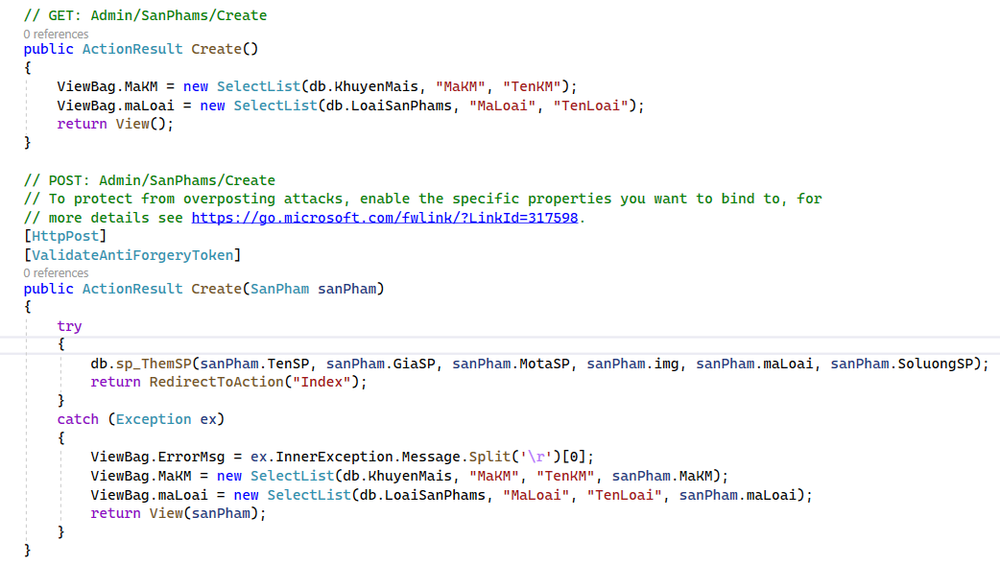 // GET: Admin/SanPhams/Create
0 references
public ActionResult Create()
{
ViewBag.MaKM = new SelectList(db.KhuyenMais, "MaKM", "TenKM");
ViewBag.maLoai = new SelectList(db.LoaiSanPhams, "MaLoai", "TenLoai");
return View();
}
// POST: Admin/SanPhams/Create
// To protect from overposting attacks, enable the specific properties you want to bind to, for
// more details see https://go.microsoft.com/fwlink/?LinkId=317598.
[HttpPost]
[ValidateAntiForgeryToken]
0 references
public ActionResult Create(SanPham sanPham)
{
try
{
db.sp_ThemSP(sanPham.TenSP, sanPham.GiaSP, sanPham.MotaSP, sanPham.img, sanPham.maLoai, sanPham.SoluongSP);
return RedirectToAction("Index");
}
catch (Exception ex)
{
ViewBag.ErrorMsg = ex.InnerException.Message.Split('\r')[0];
ViewBag.MaKM = new SelectList(db.KhuyenMais, "MaKM", "TenKM", sanPham.MaKM);
ViewBag.maLoai = new SelectList(db.LoaiSanPhams, "MaLoai", "TenLoai", sanPham.maLoai);
return View(sanPham);
}
}